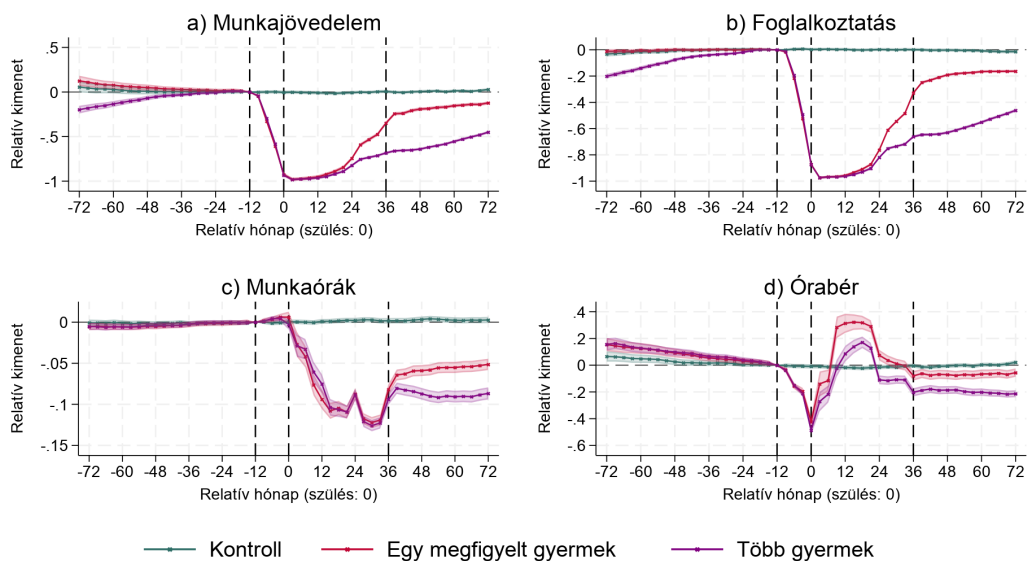 a) Munkajövedelem
Relatív kimenet
.5
0
-.5
-1
-72 -60 -48 -36 -24 -12 0 12 24 36 48 60 72
Relatív hónap (szülés: 0)
b) Foglalkoztatás
Relatív kimenet
0
-.2
-.4
-.6
-.8
-1
-72 -60 -48 -36 -24 -12 0 12 24 36 48 60 72
Relatív hónap (szülés: 0)
c) Munkaórák
Relatív kimenet
0
-.05
-.1
-.15
-72 -60 -48 -36 -24 -12 0 12 24 36 48 60 72
Relatív hónap (szülés: 0)
d) Órabér
Relatív kimenet
.4
.2
0
-.2
-.4
-.6
-72 -60 -48 -36 -24 -12 0 12 24 36 48 60 72
Relatív hónap (szülés: 0)
Kontroll Egy megfigyelt gyermek Több gyermek